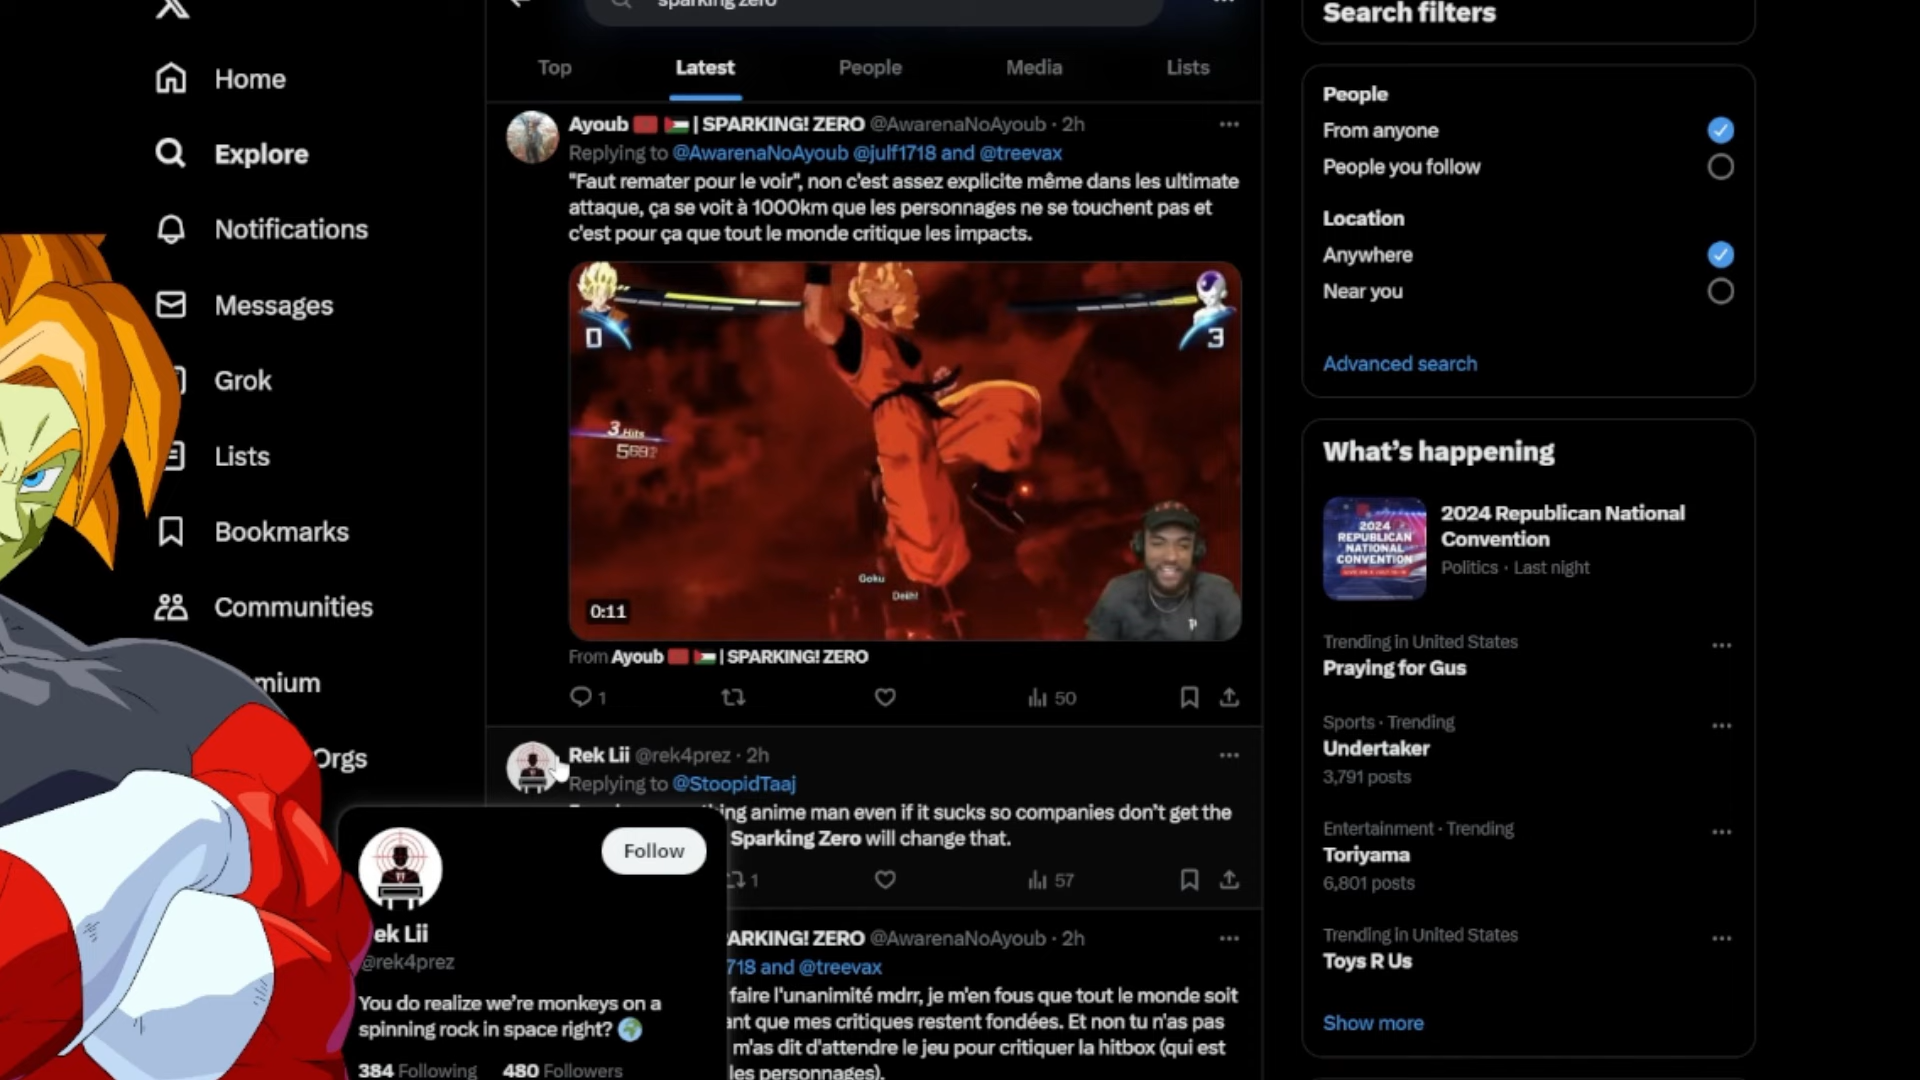 sparking zero
Home
Explore
Notifications
Messages
Grok
Lists
Bookmarks
Communities
mium
Orgs
Top
Latest
People
Media
Lists
Ayoub | SPARKING! ZERO @AwarenaNoAyoub · 2h
Replying to @AwarenaNoAyoub @julf1718 and @treevax
"Faut remater pour le voir", non c'est assez explicite même dans les ultimate
attaque, ça se voit à 1000km que les personnages ne se touchent pas et
c'est pour ça que tout le monde critique les impacts.
0
3
3 Hits
Goku
0:11
From Ayoub | SPARKING! ZERO
1
50
Rek Lii @rek4prez · 2h
Replying to @StoopidTaaj
ing anime man even if it sucks so companies don't get the
Sparking Zero will change that.
1
57
Follow
ek Lii
@rek4prez
You do realize we're monkeys on a
spinning rock in space right?
384 Following 480 Followers
ARKING! ZERO @AwarenaNoAyoub · 2h
718 and @treevax
faire l'unanimité mdrr, je m'en fous que tout le monde soit
ant que mes critiques restent fondées. Et non tu n'as pas
m'as dit d'attendre le jeu pour critiquer la hitbox (qui est
les personnages).
Search filters
People
From anyone
People you follow
Location
Anywhere
Near you
Advanced search
What's happening
2024
REPUBLICAN
NATIONAL
CONVENTION
2024 Republican National
Convention
Politics · Last night
Trending in United States
Praying for Gus
Sports · Trending
Undertaker
3,791 posts
Entertainment · Trending
Toriyama
6,801 posts
Trending in United States
Toys R Us
Show more